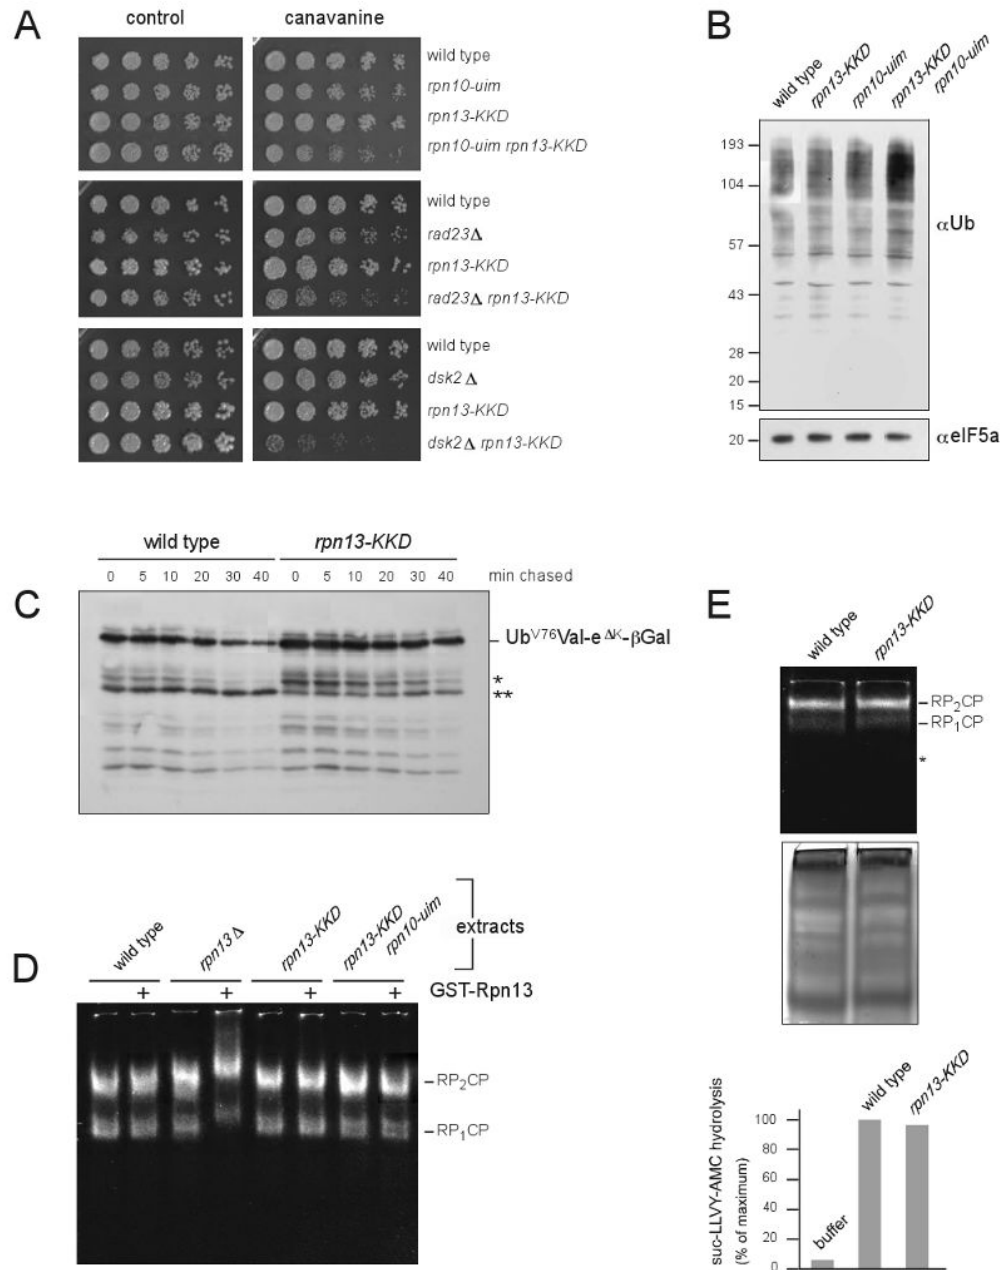 A
control canavanine
wild type
rpn10-uim
rpn13-KKD
rpn10-uim rpn13-KKD
wild type
rad23Δ
rpn13-KKD
rad23Δ rpn13-KKD
wild type
dsk2 Δ
rpn13-KKD
dsk2Δ rpn13-KKD
B
wild type
rpn13-KKD
rpn10-uim
rpn13-KKD
rpn10-uim
193
104
57
43
28
20
15
αUb
20
αeIF5a
C
wild type rpn13-KKD
0 5 10 20 30 40 0 5 10 20 30 40 min chased
UbV76Val-eΔK-βGal
*
**
D
wild type
rpn13Δ
rpn13-KKD
rpn13-KKD
rpn10-uim
extracts
+ + + + GST-Rpn13
RP2CP
RP1CP
E
wild type
rpn13-KKD
RP2CP
RP1CP
*
suc-LLVY-AMC hydrolysis
(% of maximum)
100
80
60
40
20
0
buffer
wild type
rpn13-KKD